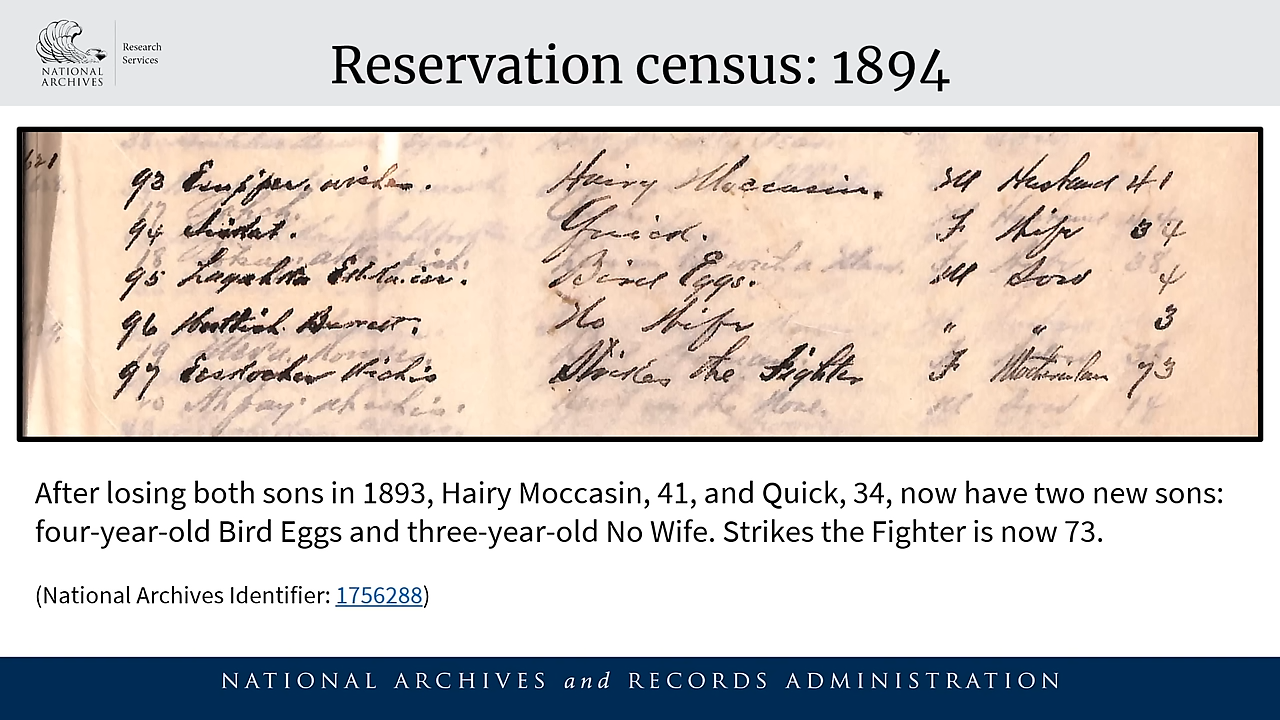 NATIONAL
ARCHIVES
Research
Services
Reservation census: 1894
621
93 Esuppe, wishes. Hairy Moccasin. M Husband 41
94 Quick. F Wife 34
95 Bird Eggs. M Son 4
96 No Wife " " 3
97 Strikes the Fighter F Mother in law 73
After losing both sons in 1893, Hairy Moccasin, 41, and Quick, 34, now have two new sons:
four-year-old Bird Eggs and three-year-old No Wife. Strikes the Fighter is now 73.
(National Archives Identifier: 1756288)
NATIONAL ARCHIVES and RECORDS ADMINISTRATION